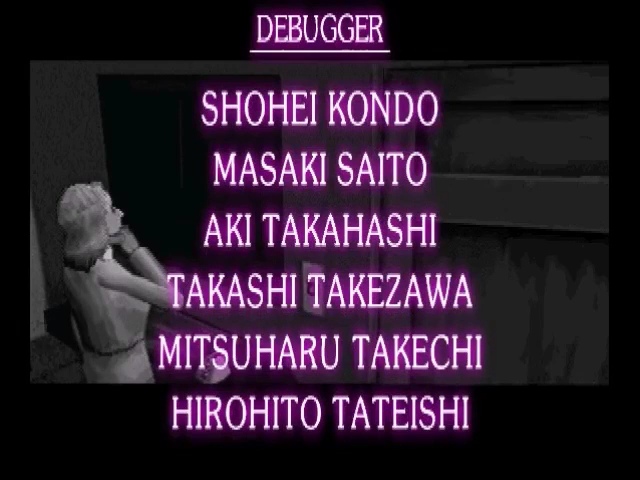 DEBUGGER
SHOHEI KONDO
MASAKI SAITO
AKI TAKAHASHI
TAKASHI TAKEZAWA
MITSUHARU TAKECHI
HIROHITO TATEISHI